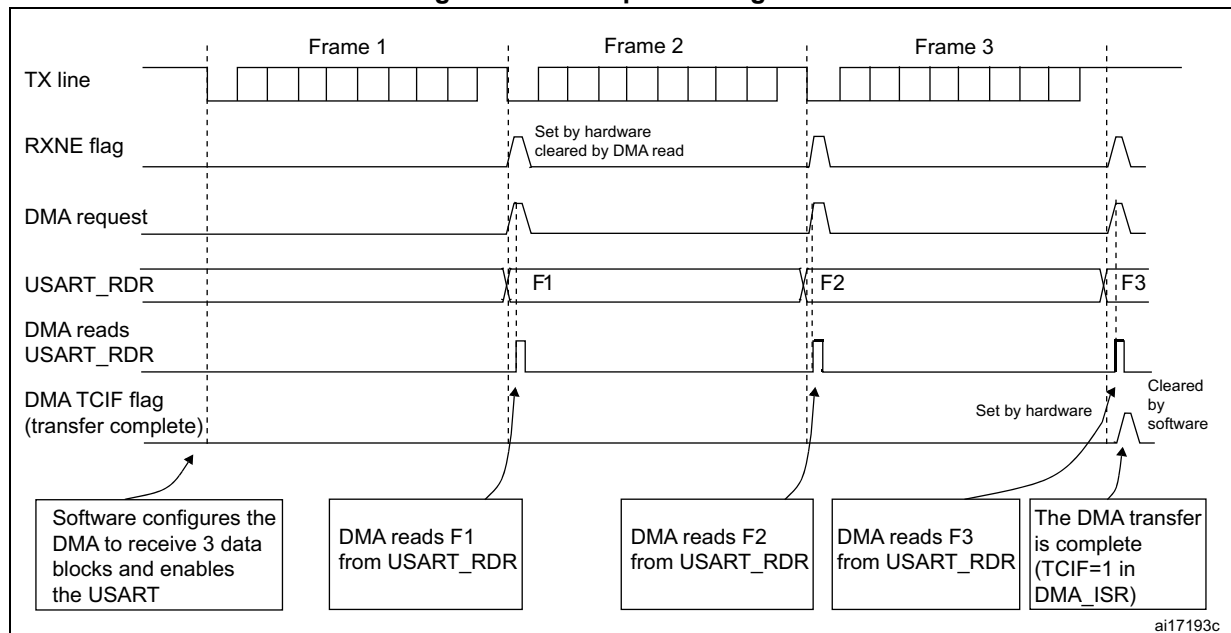 Frame 1
Frame 2
Frame 3
TX line
RXNE flag
Set by hardware
cleared by DMA read
DMA request
USART_RDR
F1
F2
F3
DMA reads
USART_RDR
DMA TCIF flag
(transfer complete)
Set by hardware
Cleared
by
software
Software configures the
DMA to receive 3 data
blocks and enables
the USART
DMA reads F1
from USART_RDR
DMA reads F2
from USART_RDR
DMA reads F3
from USART_RDR
The DMA transfer
is complete
(TCIF=1 in
DMA_ISR)
ai17193c